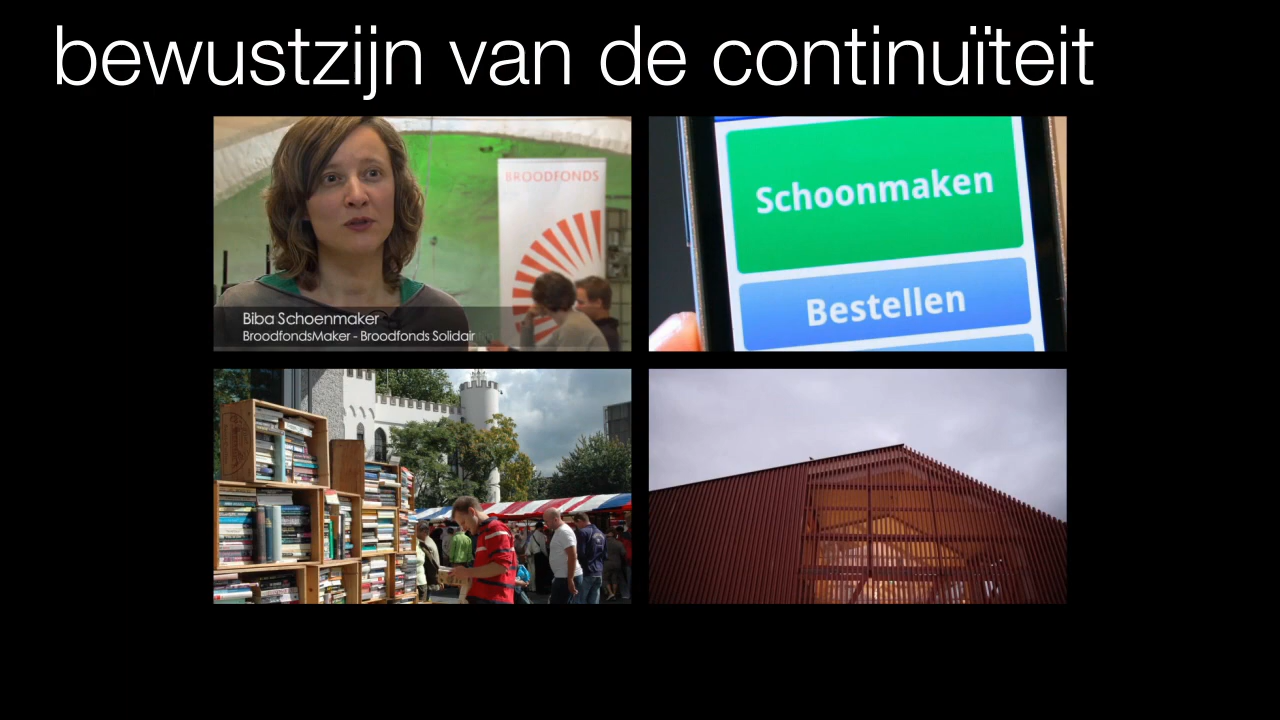 bewustzijn van de continuïteit
BROODFONDS
Biba Schoenmaker
BroodfondsMaker - Broodfonds Solidair
Schoonmaken
Bestellen